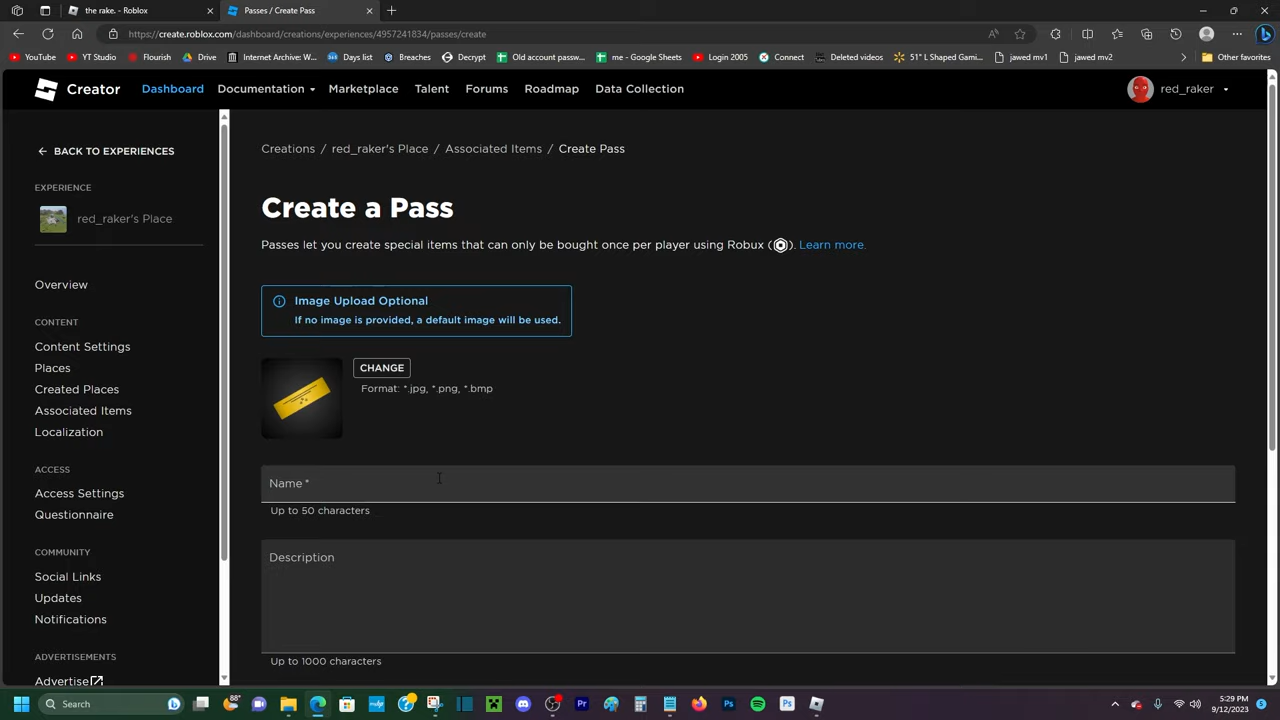 the rake. - Roblox
Passes / Create Pass
https://create.roblox.com/dashboard/creations/experiences/4957241834/passes/create
YouTube
YT Studio
Flourish
Drive
Internet Archive: W...
Days list
Breaches
Decrypt
Old account passw...
me - Google Sheets
Login 2005
Connect
Deleted videos
51" L Shaped Gami...
jawed mv1
jawed mv2
Other favorites
Creator
Dashboard
Documentation
Marketplace
Talent
Forums
Roadmap
Data Collection
red_raker
BACK TO EXPERIENCES
EXPERIENCE
red_raker's Place
Overview
CONTENT
Content Settings
Places
Created Places
Associated Items
Localization
ACCESS
Access Settings
Questionnaire
COMMUNITY
Social Links
Updates
Notifications
ADVERTISEMENTS
Advertise
Creations / red_raker's Place / Associated Items / Create Pass
Create a Pass
Passes let you create special items that can only be bought once per player using Robux ( ). Learn more.
Image Upload Optional
If no image is provided, a default image will be used.
CHANGE
Format: *.jpg, *.png, *.bmp
Name *
Up to 50 characters
Description
Up to 1000 characters
Search
88°
5:29 PM
9/12/2023